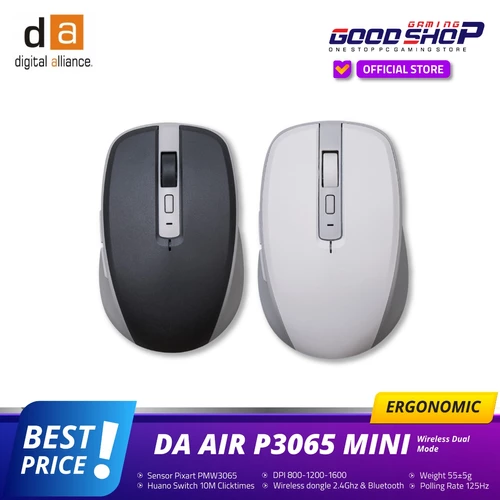 da
digital alliance.
GAMING
GOODSHOP
ONE STOP PC GAMING STORE
OFFICIAL STORE
ERGONOMIC
BEST
PRICE!
DA AIR P3065 MINI
Wireless Dual
Mode
Sensor Pixart PMW3065
DPI 800-1200-1600
Weight 55±5g
Huano Switch 10M Clicktimes
Wireless dongle 2.4Ghz & Bluetooth
Polling Rate 125Hz